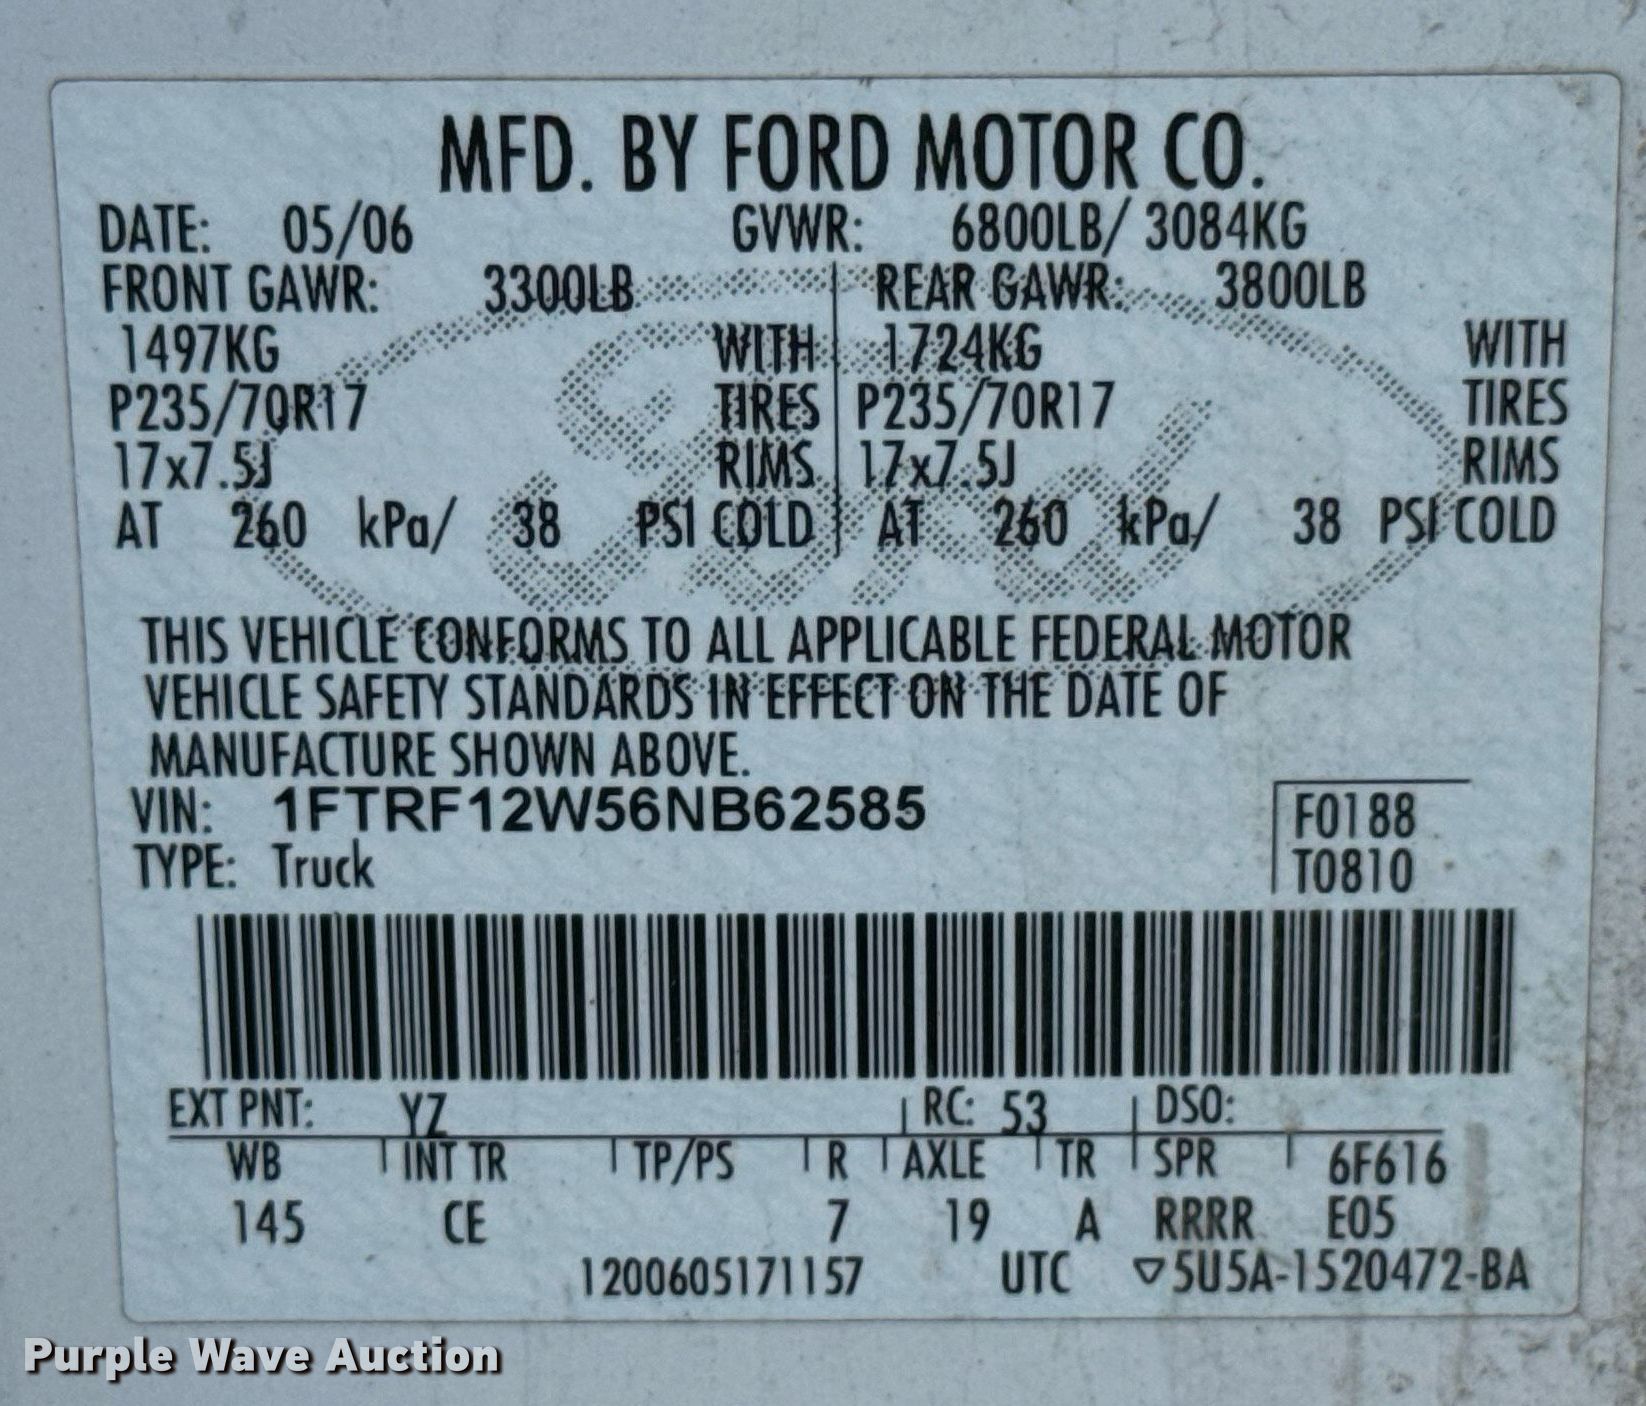 MFD. BY FORD MOTOR CO.
DATE: 05/06 GVWR: 6800LB/ 3084KG
FRONT GAWR: 3300LB REAR GAWR: 3800LB
1497KG WITH 1724KG WITH
P235/70R17 TIRES P235/70R17 TIRES
17x7.5J RIMS 17x7.5J RIMS
AT 260 kPa/ 38 PSI COLD AT 260 kPa/ 38 PSI COLD
Ford
THIS VEHICLE CONFORMS TO ALL APPLICABLE FEDERAL MOTOR
VEHICLE SAFETY STANDARDS IN EFFECT ON THE DATE OF
MANUFACTURE SHOWN ABOVE.
VIN: 1FTRF12W56NB62585 F0188
TYPE: Truck T0810
EXT PNT: YZ RC: 53 DSO:
WB INT TR TP/PS R AXLE TR SPR 6F616
145 CE 7 19 A RRRR E05
1200605171157 UTC ▽5U5A-1520472-BA
Purple Wave Auction